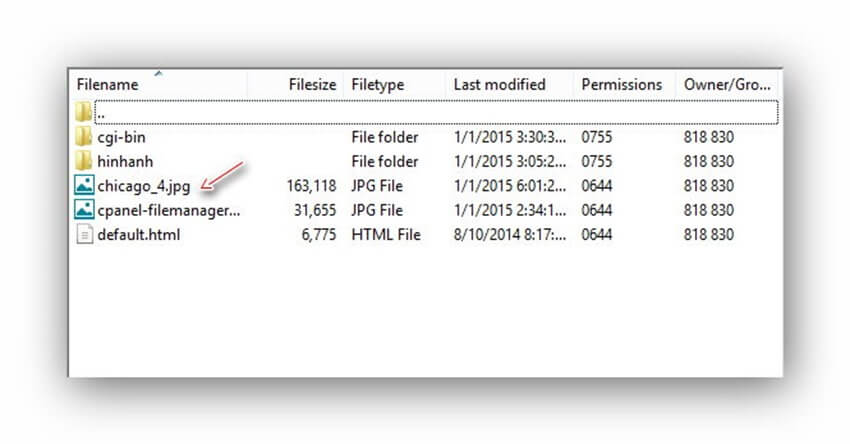 Filename Filesize Filetype Last modified Permissions Owner/Gro...
..
cgi-bin File folder 1/1/2015 3:30:3... 0755 818 830
hinhanh File folder 1/1/2015 3:05:2... 0755 818 830
chicago_4.jpg 163,118 JPG File 1/1/2015 6:01:2... 0644 818 830
cpanel-filemanager... 31,655 JPG File 1/1/2015 2:34:1... 0644 818 830
default.html 6,775 HTML File 8/10/2014 8:17:... 0644 818 830